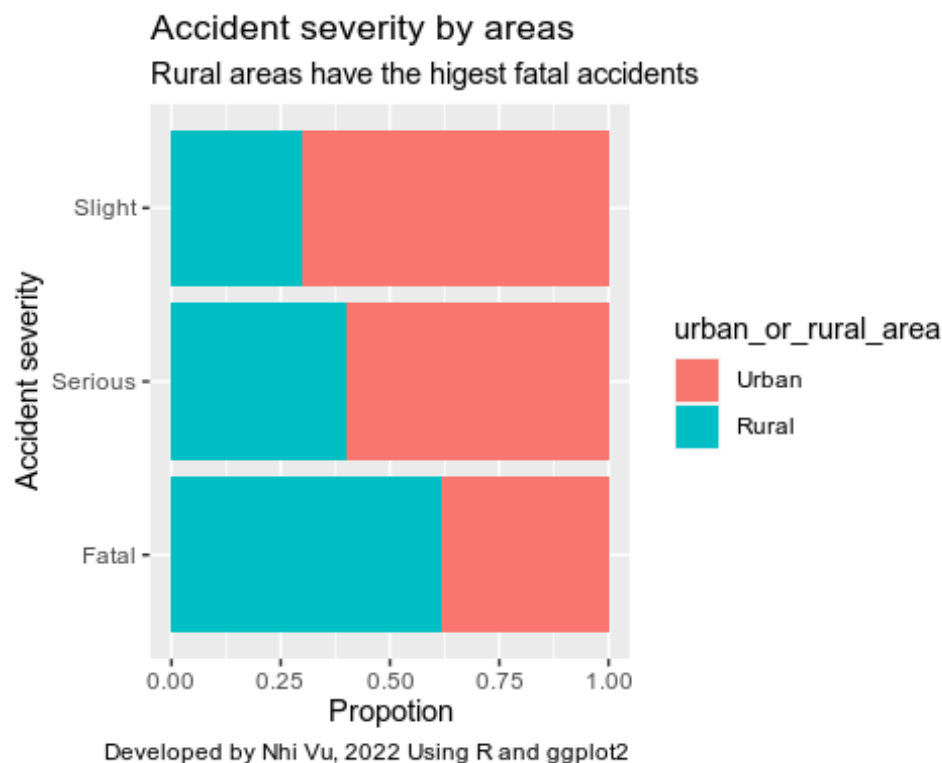 Accident severity by areas
Rural areas have the higest fatal accidents
Accident severity
Slight
Serious
Fatal
0.00 0.25 0.50 0.75 1.00
Propotion
urban_or_rural_area
Urban
Rural
Developed by Nhi Vu, 2022 Using R and ggplot2